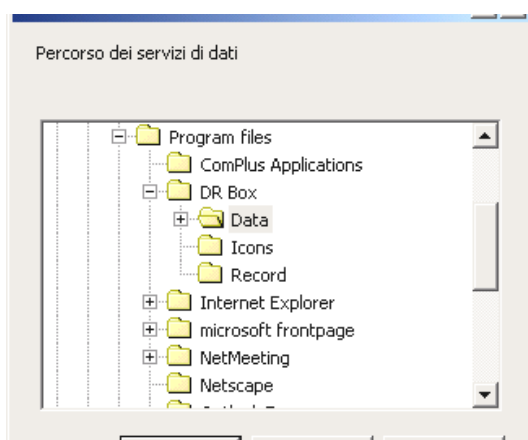 Percorso dei servizi di dati
Program files
ComPlus Applications
DR Box
Data
Icons
Record
Internet Explorer
microsoft frontpage
NetMeeting
Netscape